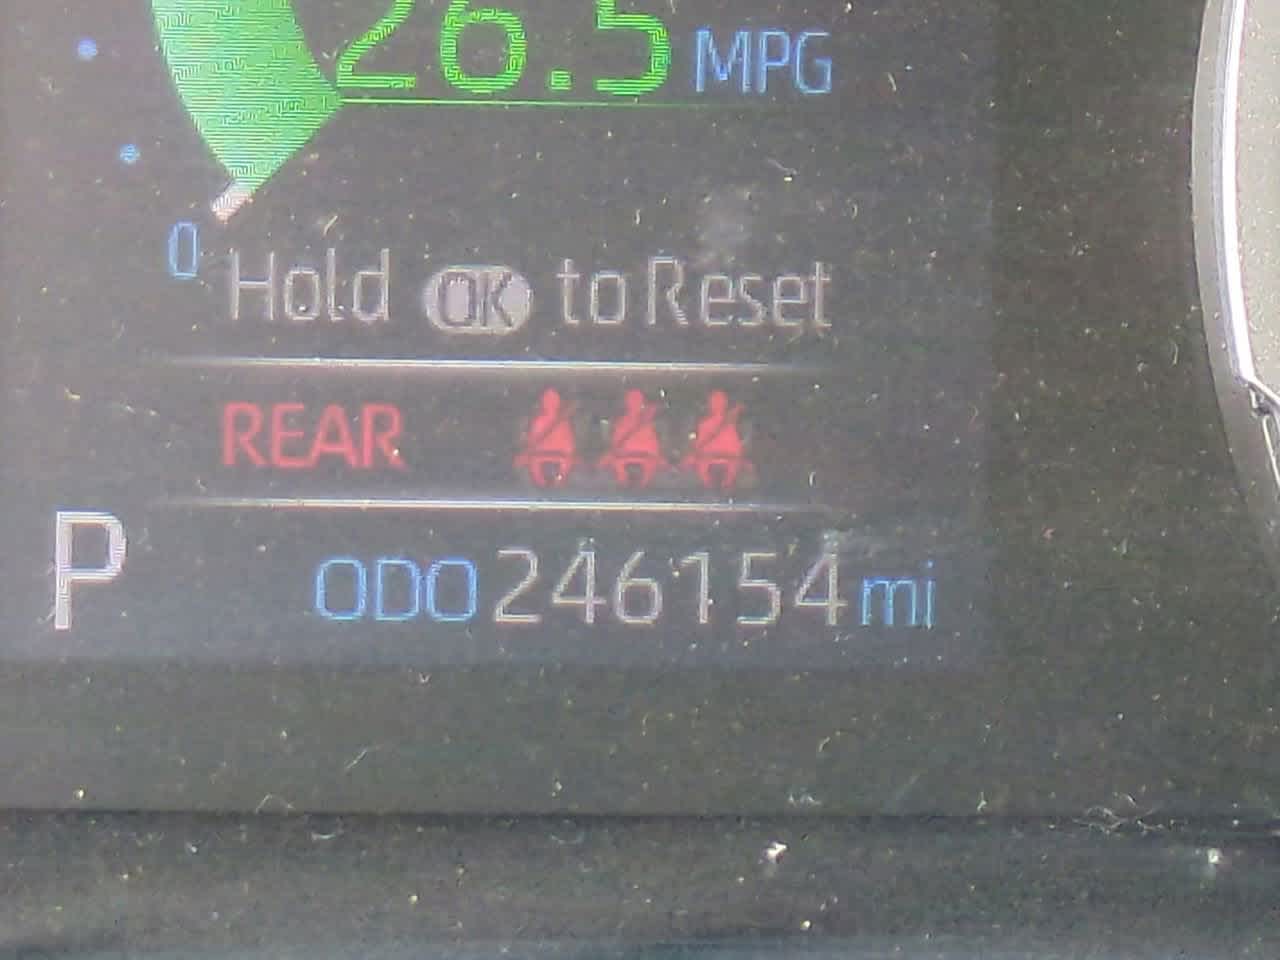 26.5 MPG
0
Hold OK to Reset
REAR
P
ODO 246154 mi